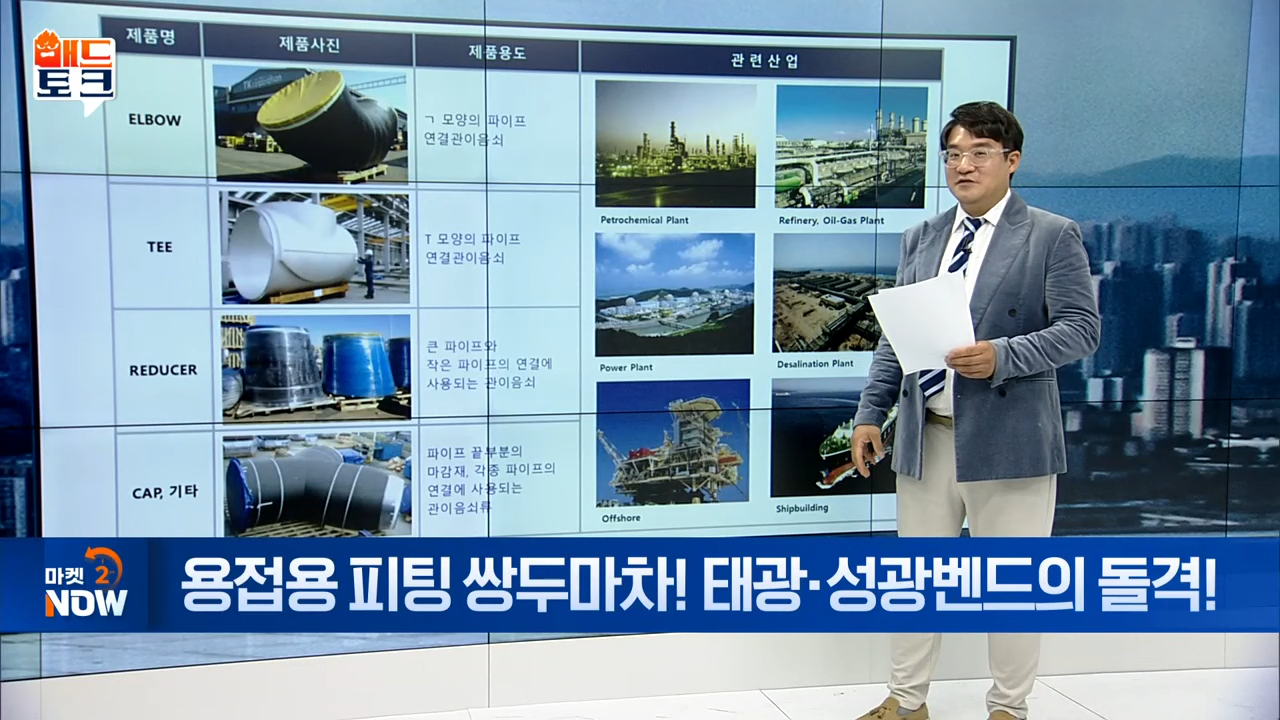 빼드
토크
제품명
제품사진
제품용도
관련산업
ELBOW
ㄱ 모양의 파이프
연결관이음쇠
Petrochemical Plant
Refinery, Oil-Gas Plant
TEE
T 모양의 파이프
연결관이음쇠
Power Plant
Desalination Plant
REDUCER
큰 파이프와
작은 파이프의 연결에
사용되는 관이음쇠
CAP, 기타
파이프 끝부분의
마감재, 각종 파이프의
연결에 사용되는
관이음쇠류
Offshore
Shipbuilding
마켓 2
NOW
용접용 피팅 쌍두마차! 태광·성광벤드의 돌격!